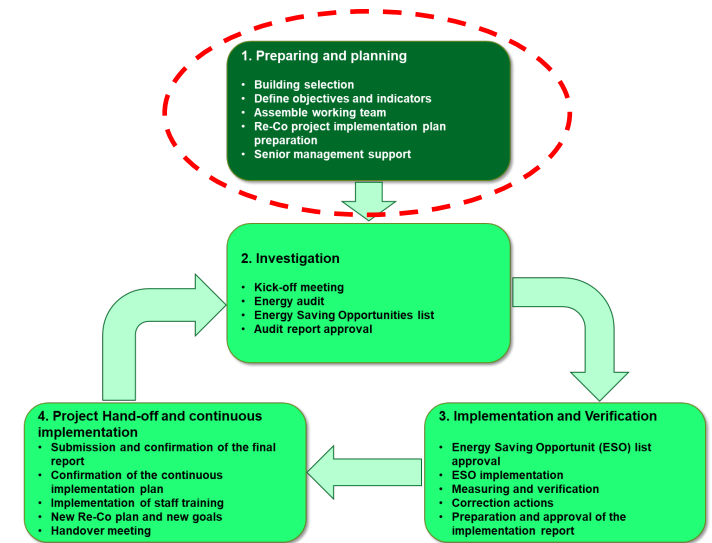 1. Preparing and planning
• Building selection
• Define objectives and indicators
• Assemble working team
• Re-Co project implementation plan
preparation
• Senior management support
2. Investigation
• Kick-off meeting
• Energy audit
• Energy Saving Opportunities list
• Audit report approval
3. Implementation and Verification
• Energy Saving Opportunit (ESO) list
approval
• ESO implementation
• Measuring and verification
• Correction actions
• Preparation and approval of the
implementation report
4. Project Hand-off and continuous
implementation
• Submission and confirmation of the final
report
• Confirmation of the continuous
implementation plan
• Implementation of staff training
• New Re-Co plan and new goals
• Handover meeting